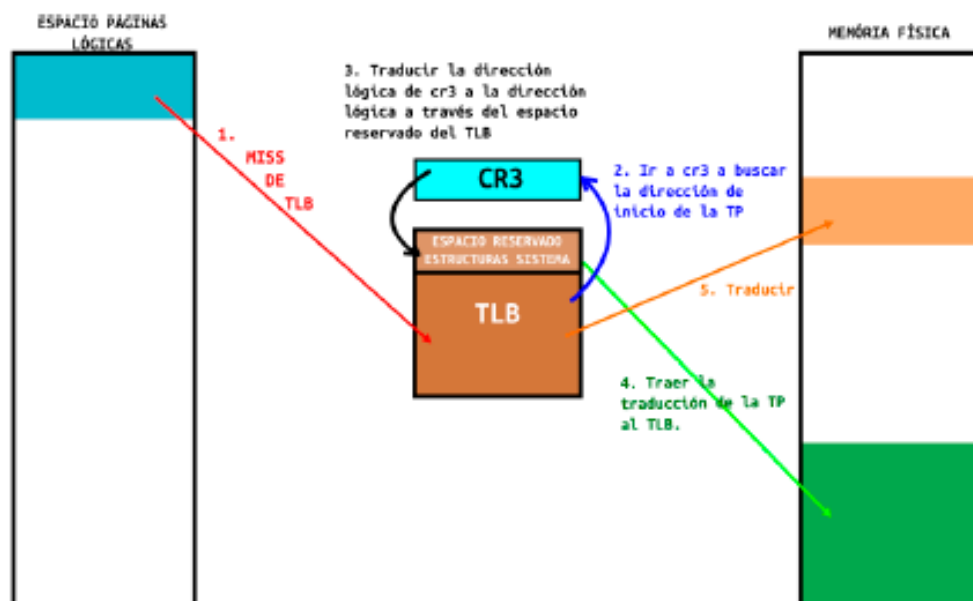 ESPACIO PÁGINAS
LÓGICAS
MEMÓRIA FÍSICA
3. Traducir la dirección
lógica de cr3 a la dirección
lógica a través del espacio
reservado del TLB
1.
MISS
DE
TLB
CR3
2. Ir a cr3 a buscar
la dirección de
inicio de la TP
ESPACIO RESERVADO
ESTRUCTURAS SISTEMA
TLB
5. Traducir
4. Traer la
traducción de la TP
al TLB.